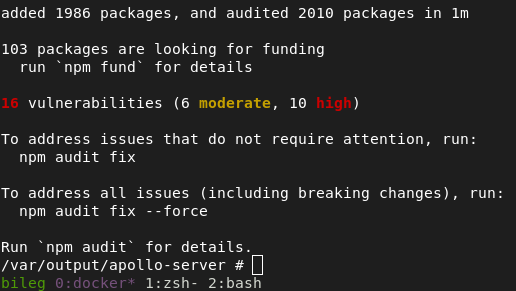 added 1986 packages, and audited 2010 packages in 1m

103 packages are looking for funding
  run `npm fund` for details

16 vulnerabilities (6 moderate, 10 high)

To address issues that do not require attention, run:
  npm audit fix

To address all issues (including breaking changes), run:
  npm audit fix --force

Run `npm audit` for details.
/var/output/apollo-server #
bileg 0:docker* 1:zsh- 2:bash